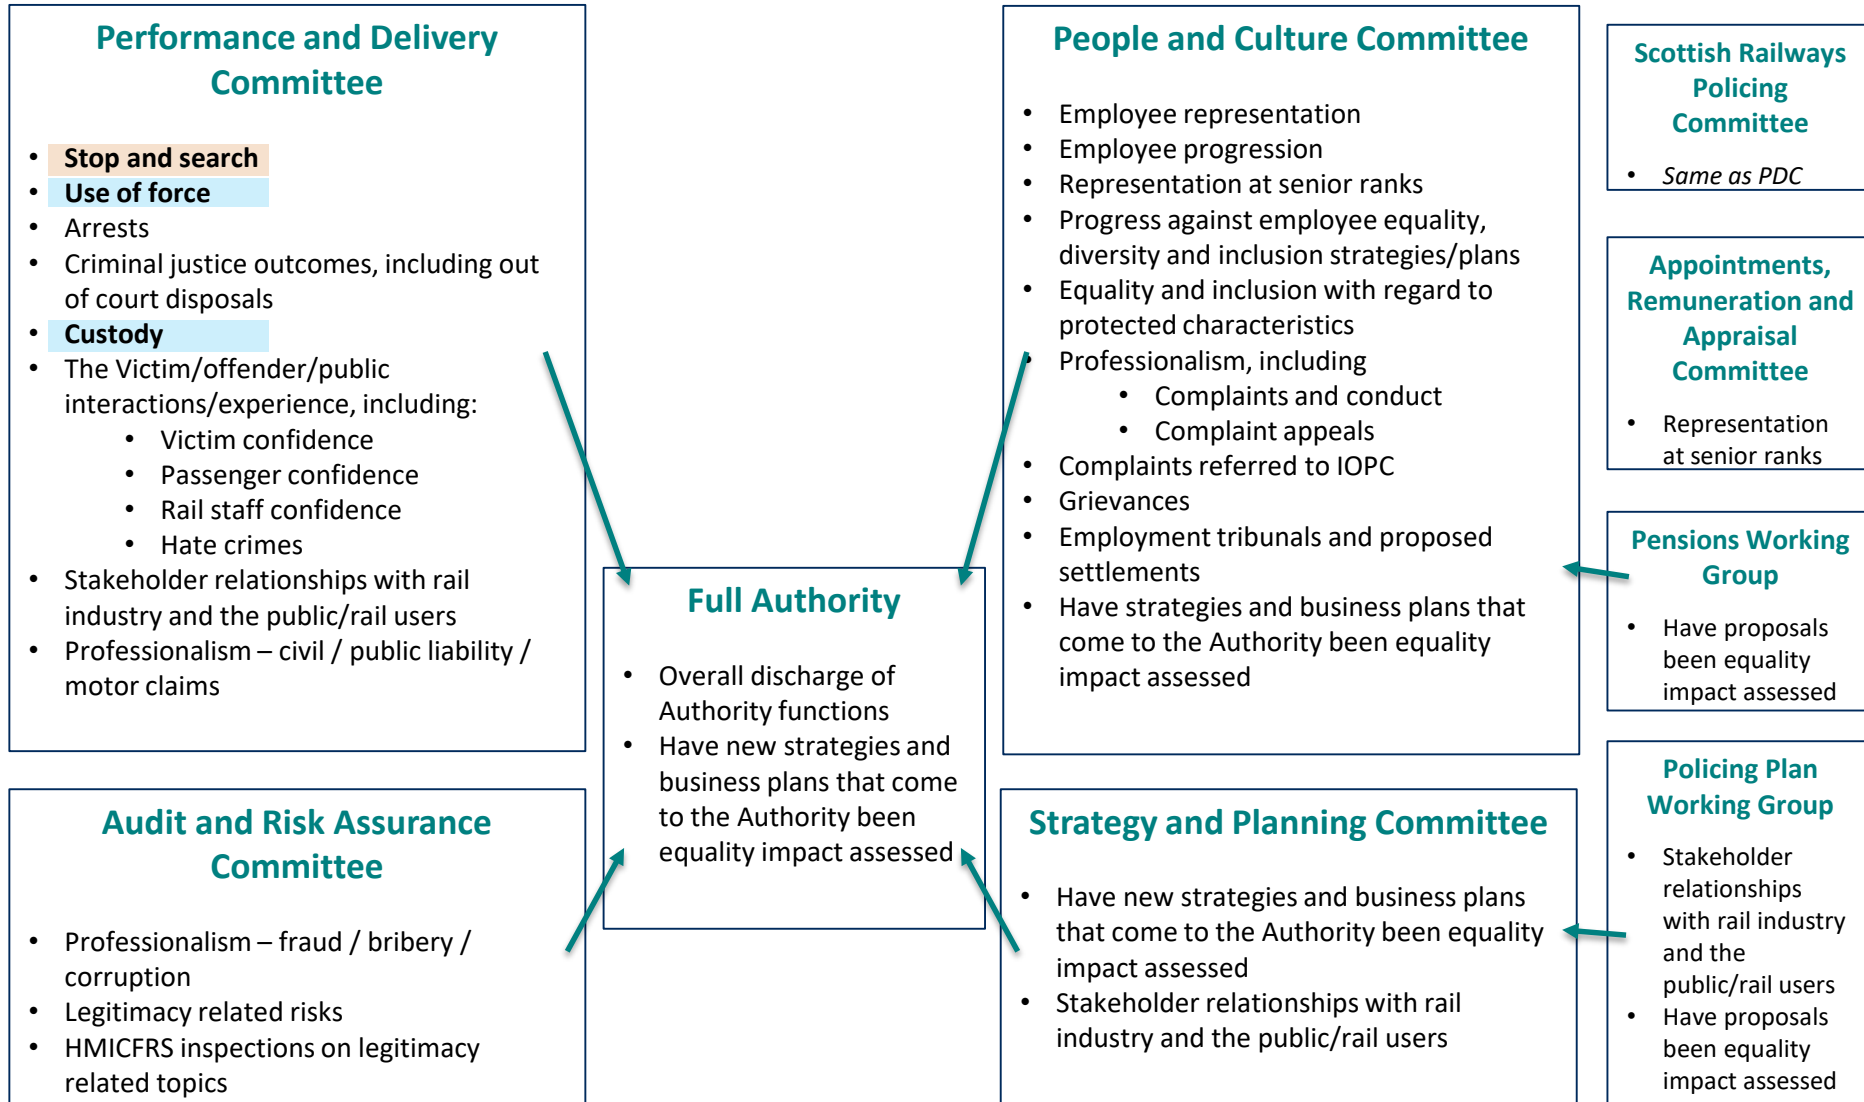 Performance and Delivery
Committee
• Stop and search
• Use of force
• Arrests
• Criminal justice outcomes, including out
of court disposals
• Custody
• The Victim/offender/public
interactions/experience, including:
• Victim confidence
• Passenger confidence
• Rail staff confidence
• Hate crimes
• Stakeholder relationships with rail
industry and the public/rail users
• Professionalism – civil / public liability /
motor claims
Audit and Risk Assurance
Committee
• Professionalism – fraud / bribery /
corruption
• Legitimacy related risks
• HMICFRS inspections on legitimacy
related topics
Full Authority
• Overall discharge of
Authority functions
• Have new strategies and
business plans that come
to the Authority been
equality impact assessed
People and Culture Committee
• Employee representation
• Employee progression
• Representation at senior ranks
• Progress against employee equality,
diversity and inclusion strategies/plans
• Equality and inclusion with regard to
protected characteristics
• Professionalism, including
• Complaints and conduct
• Complaint appeals
• Complaints referred to IOPC
• Grievances
• Employment tribunals and proposed
settlements
• Have strategies and business plans that
come to the Authority been equality
impact assessed
Strategy and Planning Committee
• Have new strategies and business plans
that come to the Authority been equality
impact assessed
• Stakeholder relationships with rail
industry and the public/rail users
Scottish Railways
Policing
Committee
• Same as PDC
Appointments,
Remuneration and
Appraisal
Committee
• Representation
at senior ranks
Pensions Working
Group
• Have proposals
been equality
impact assessed
Policing Plan
Working Group
• Stakeholder
relationships
with rail industry
and the
public/rail users
• Have proposals
been equality
impact assessed